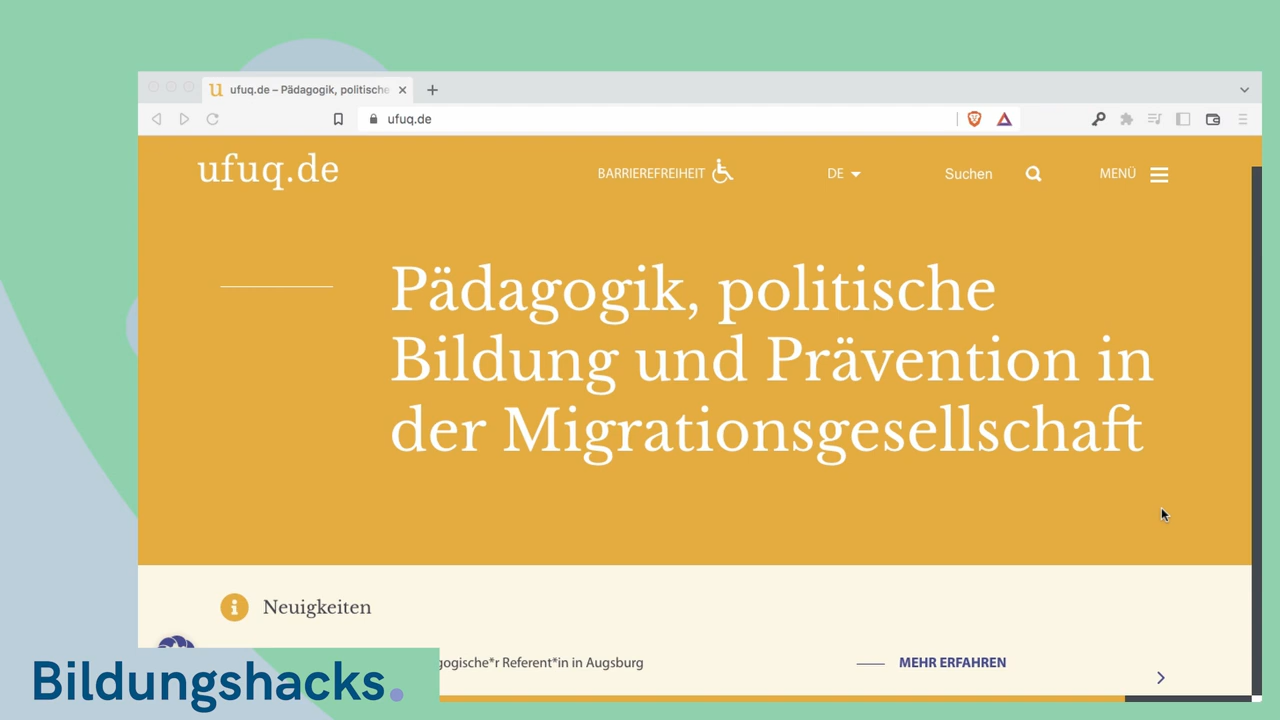 ufuq.de – Pädagogik, politische
ufuq.de
ufuq.de
BARRIEREFREIHEIT
DE
Suchen
MENÜ
Pädagogik, politische
Bildung und Prävention in
der Migrationsgesellschaft
Neuigkeiten
gogische*r Referent*in in Augsburg
MEHR ERFAHREN
Bildungshacks.